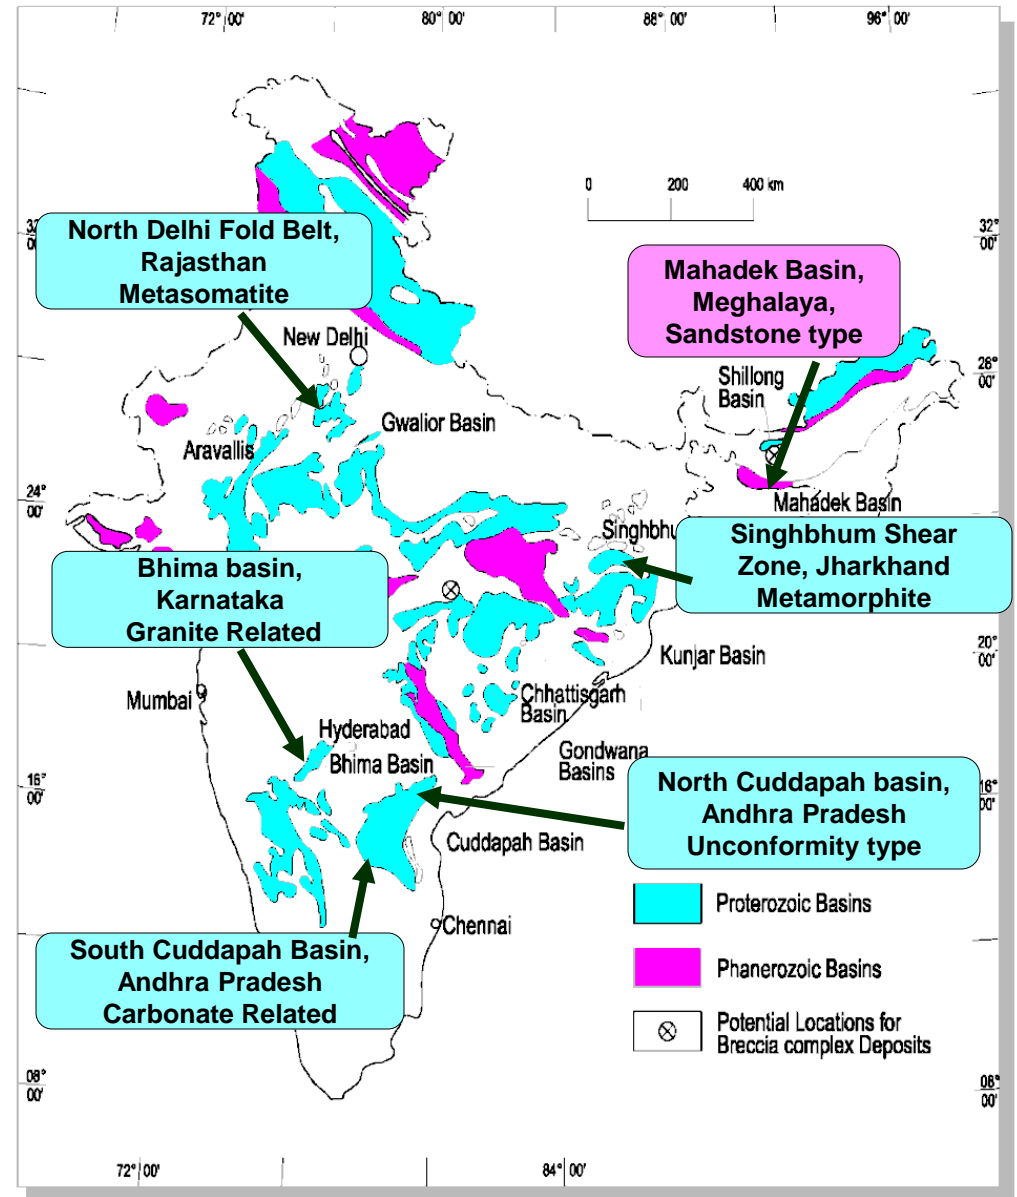 72° 00'
80° 00'
88° 00'
96° 00'
0 200 400 km
North Delhi Fold Belt,
Rajasthan
Metasomatite
32°
00'
Mahadek Basin,
Meghalaya,
Sandstone type
New Delhi
Shillong
Basin
28°
00'
Gwalior Basin
Aravallis
24°
00'
Mahadek Basin
Singhbhum Shear
Zone, Jharkhand
Metamorphite
Bhima basin,
Karnataka
Granite Related
20°
00'
Kunjar Basin
Mumbai
Chhattisgarh
Basin
Hyderabad
Bhima Basin
Gondwana
Basins
16°
00'
North Cuddapah basin,
Andhra Pradesh
Unconformity type
Cuddapah Basin
Proterozoic Basins
Chennai
South Cuddapah Basin,
Andhra Pradesh
Carbonate Related
Phanerozoic Basins
Potential Locations for
Breccia complex Deposits
08°
00'
08°
00'
72° 00'
84° 00'